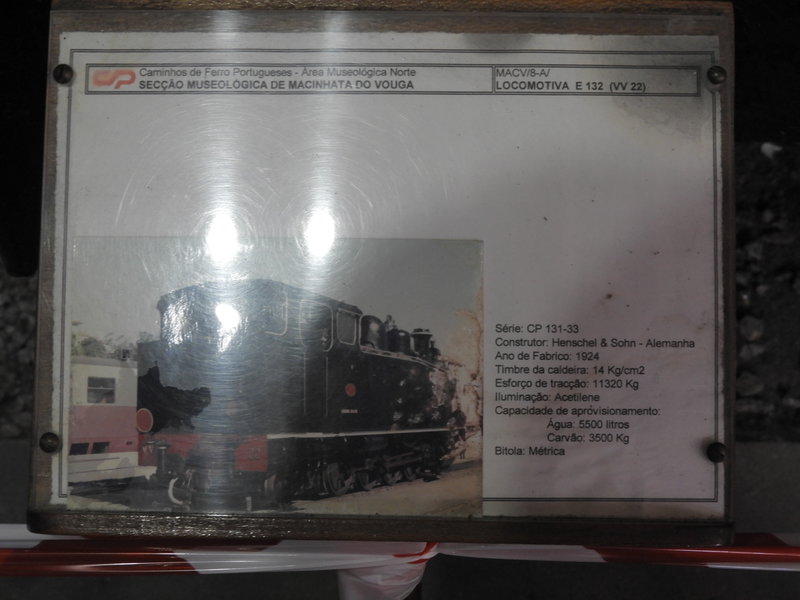 CP
Caminhos de Ferro Portugueses - Área Museológica Norte
SECÇÃO MUSEOLÓGICA DE MACINHATA DO VOUGA
MACV/8-A/
LOCOMOTIVA E 132 (VV 22)
Série: CP 131-33
Construtor: Henschel & Sohn - Alemanha
Ano de Fabrico: 1924
Timbre da caldeira: 14 Kg/cm2
Esforço de tracção: 11320 Kg
Iluminação: Acetilene
Capacidade de apróvisionamento:
Água: 5500 litros
Carvão: 3500 Kg
Bitola: Métrica